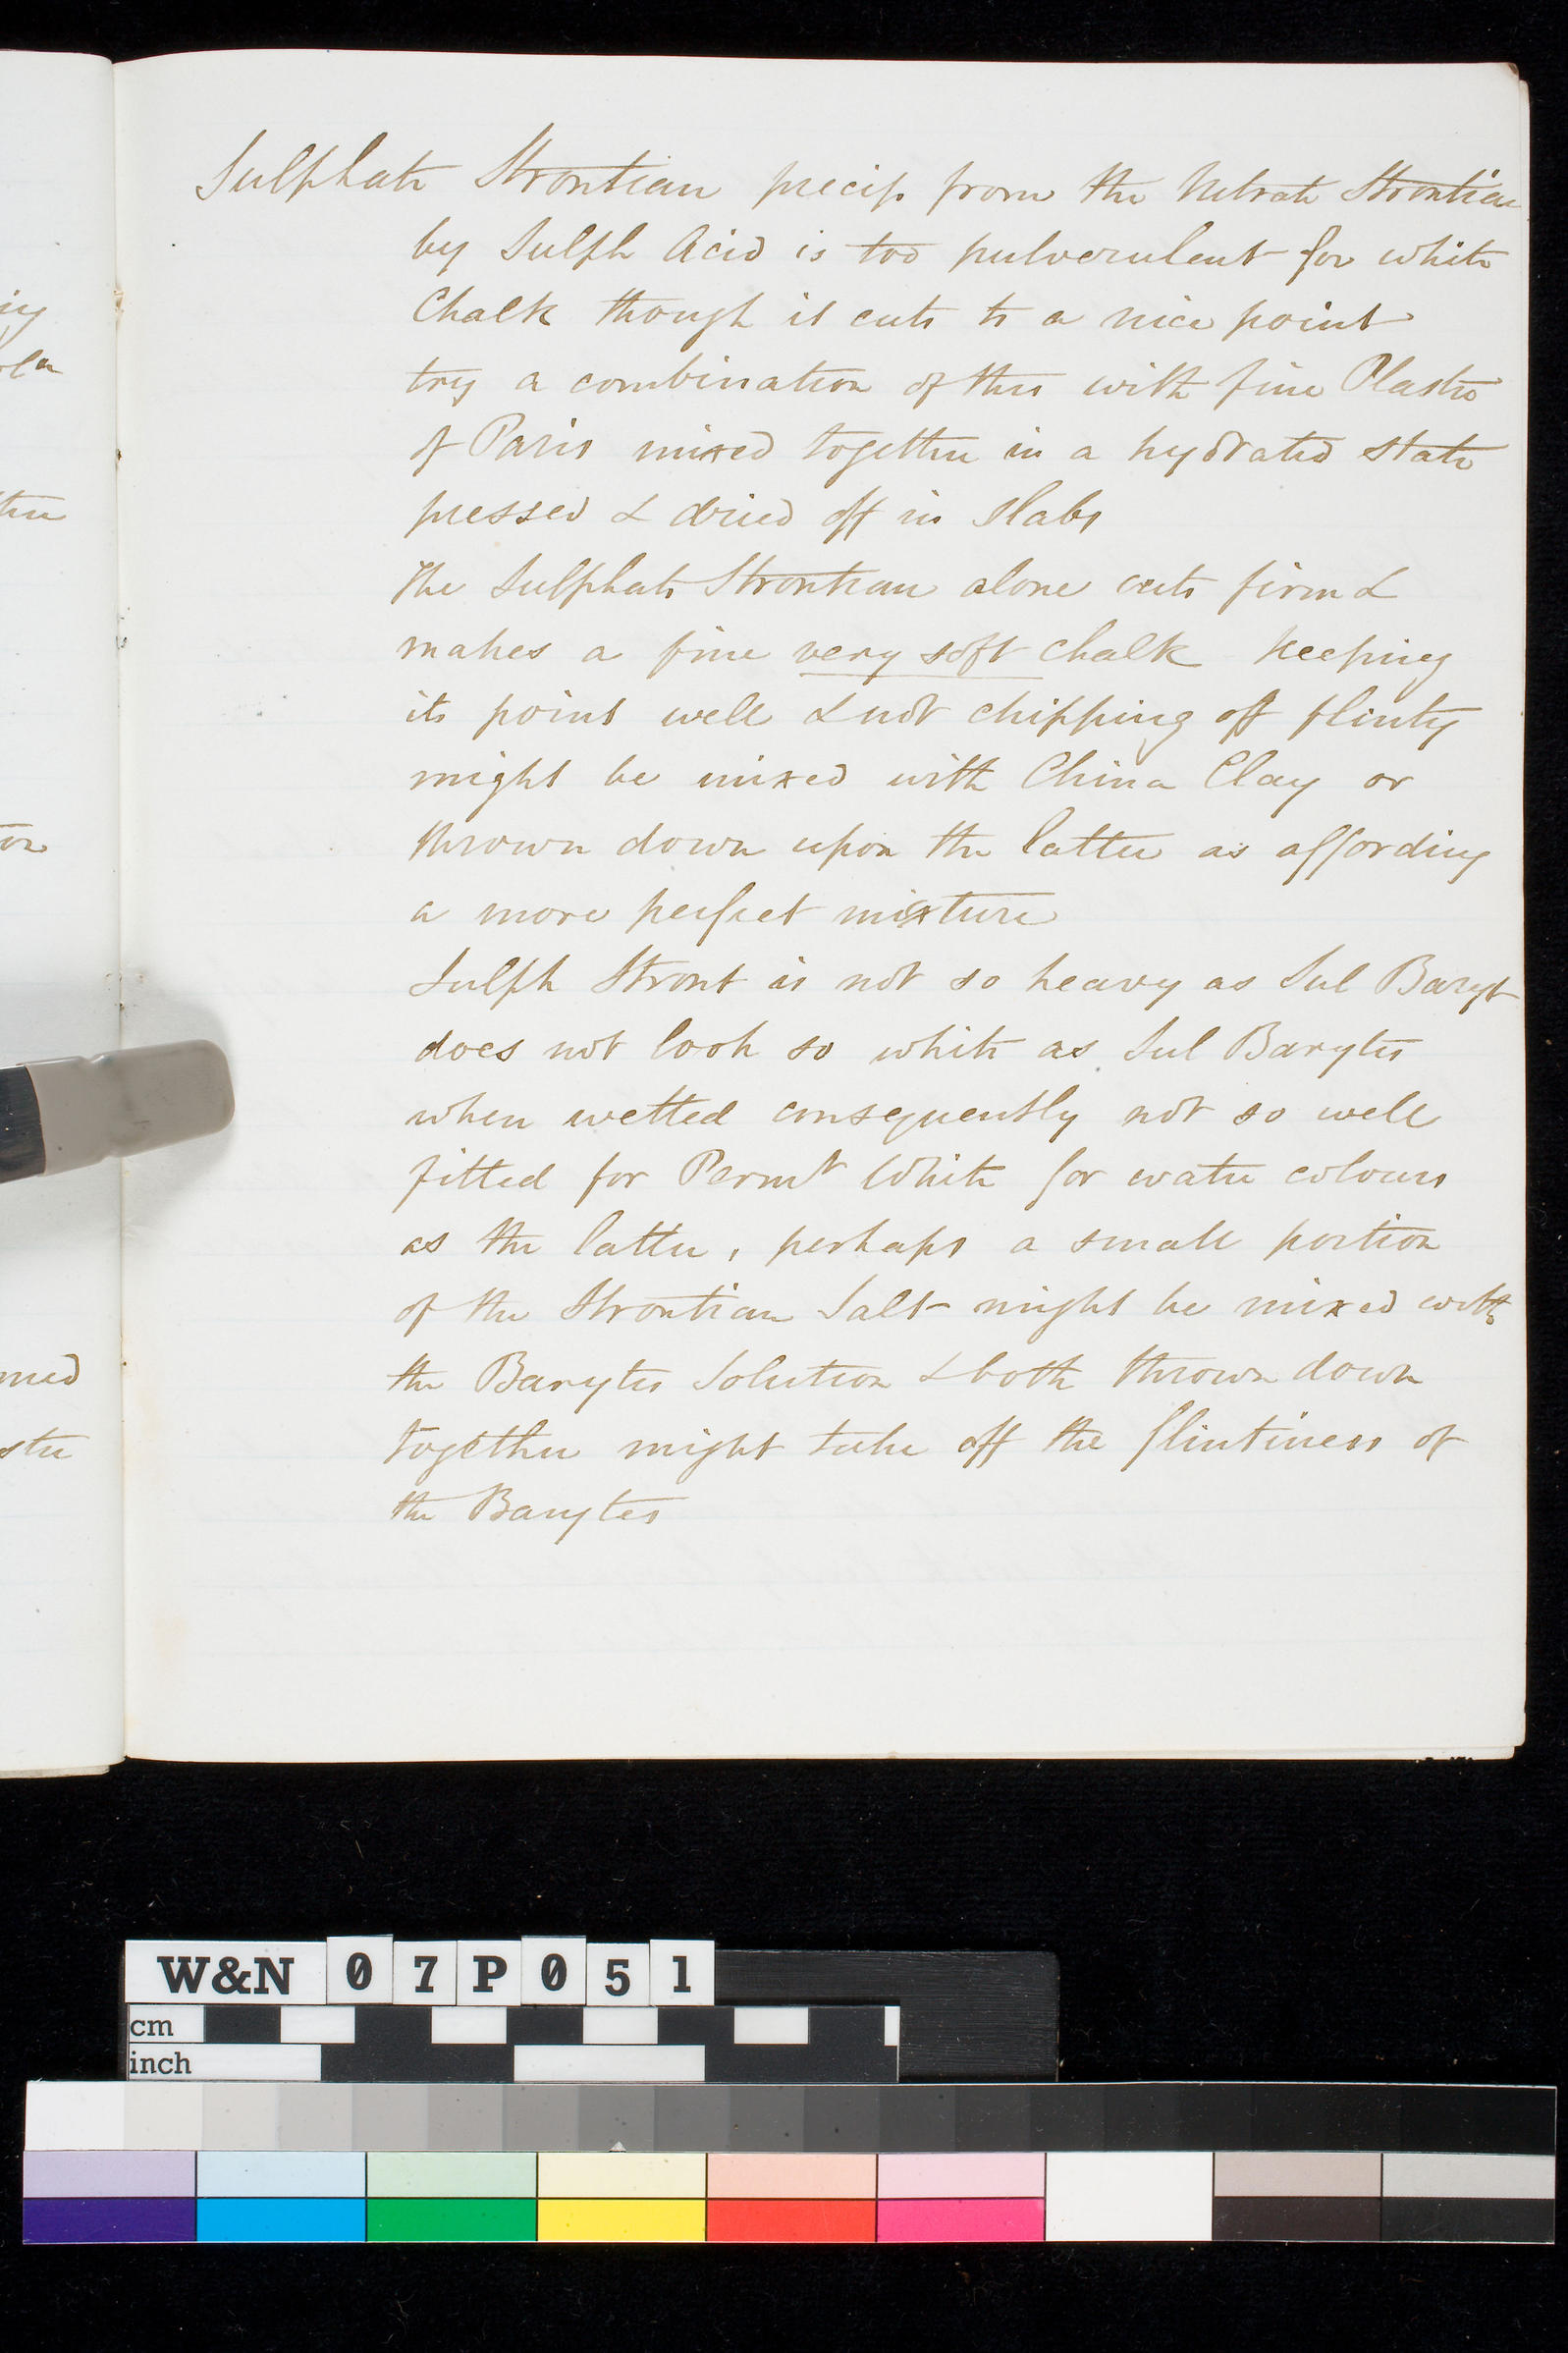 Sulphate Strontian precip. from the Nitrate Strontian
by Sulph Acid is too pulverulent for white
Chalk though it cuts to a nice point
try a combination of this with fine Plaster
of Paris mixed together in a hydrated state
pressed & dried off in slabs
The Sulphate Strontian alone cuts firm &
makes a fine very soft chalk keeping
its point well & not chipping off flinty
might be mixed with China Clay or
thrown down upon the latter as affording
a more perfect mixture
Sulph Stront is not so heavy as Sul Baryt
does not look so white as Sul Barytes
when wetted consequently not so well
fitted for Permt White for water colours
as the latter, perhaps a small portion
of the Strontian Salt might be mixed with
the Barytes Solution & both thrown down
together might take off the flintiness of
the Barytes
W&N 07P051
cm
inch